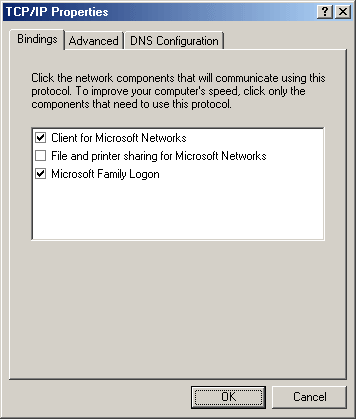 TCP/IP Properties
Bindings Advanced DNS Configuration
Click the network components that will communicate using this
protocol. To improve your computer's speed, click only the
components that need to use this protocol.
Client for Microsoft Networks
File and printer sharing for Microsoft Networks
Microsoft Family Logon
OK Cancel